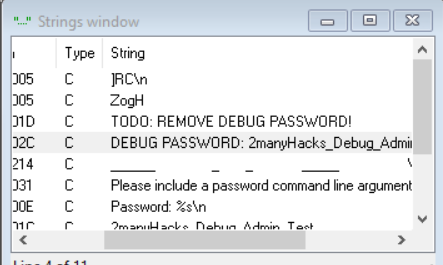 "..." Strings window
Type String
005 C ]RC\n
005 C ZogH
01D C TODO: REMOVE DEBUG PASSWORD!
02C C DEBUG PASSWORD: 2manyHacks_Debug_Admi
214 C _____ _ _ _____ \
031 C Please include a password command line argument
00E C Password: %s\n
01C C 2manyHacks_Debug_Admin_Test
Line 4 of 11